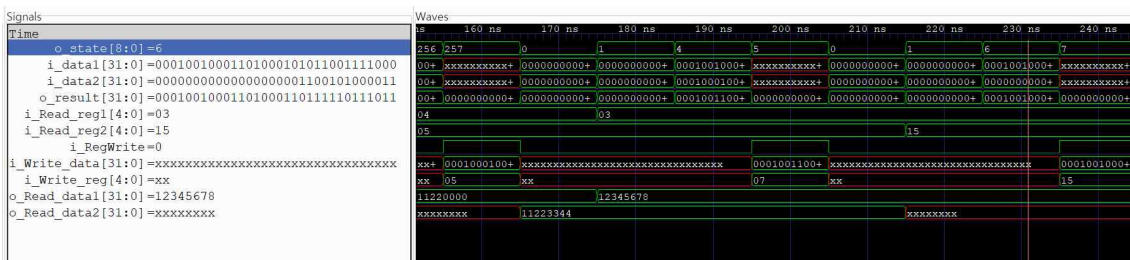 Signals
Waves
Time
ns 160 ns 170 ns 180 ns 190 ns 200 ns 210 ns 220 ns 230 ns 240 ns
o_state[8:0]=6
256 257 0 1 4 5 0 1 6 7
i_data1[31:0]=00010010001101000101011001111000
00+ xxxxxxxxxx+ 0000000000+ 0000000000+ 0001001000+ xxxxxxxxxx+ 0000000000+ 0000000000+ 0001001000+ xxxxxxxxxx+
i_data2[31:0]=00000000000000000001100101000011
00+ xxxxxxxxxx+ 0000000000+ 0000000000+ 0001000100+ xxxxxxxxxx+ 0000000000+ 0000000000+ 0000000000+ xxxxxxxxxx+
o_result[31:0]=00010010001101000110111110111011
00+ 0000000000+ 0000000000+ 0000000000+ 0001001100+ 0000000000+ 0000000000+ 0000000000+ 0001001000+ 0000000000+
i_Read_reg1[4:0]=03
04 03
i_Read_reg2[4:0]=15
05 15
i_RegWrite=0
i_Write_data[31:0]=xxxxxxxxxxxxxxxxxxxxxxxxxxxxxxxx
xx+ 0001000100+ xxxxxxxxxxxxxxxxxxxxxxxxxxxxxxxx 0001001100+ xxxxxxxxxxxxxxxxxxxxxxxxxxxxxxxx 0001001000+
i_Write_reg[4:0]=xx
xx 05 xx 07 xx 15
o_Read_data1[31:0]=12345678
11220000 12345678
o_Read_data2[31:0]=xxxxxxxx
xxxxxxxx 11223344 xxxxxxxx